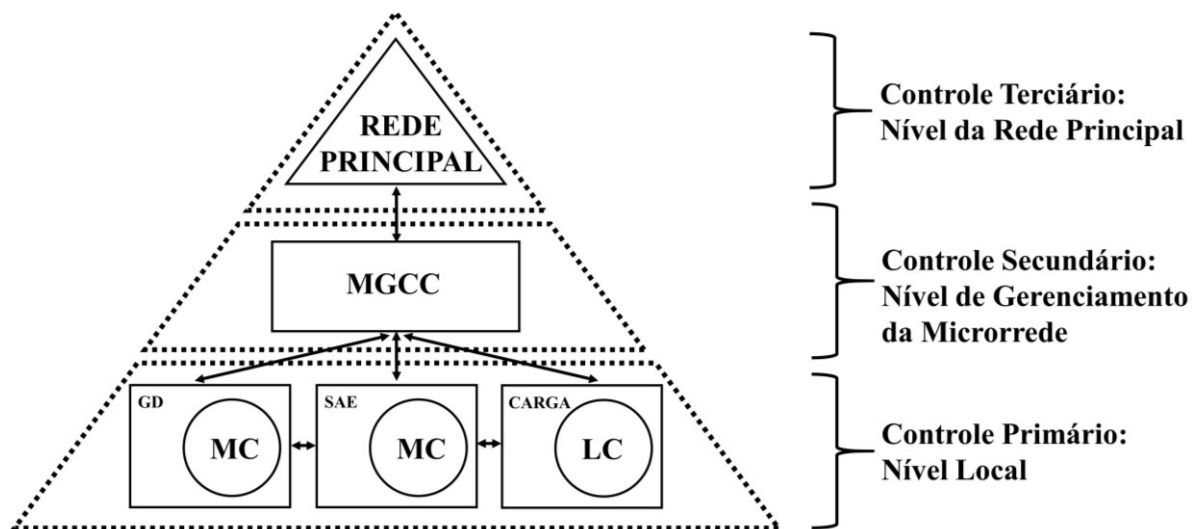 REDE
PRINCIPAL
Controle Terciário:
Nível da Rede Principal
MGCC
Controle Secundário:
Nível de Gerenciamento
da Microrrede
GD
MC
SAE
MC
CARGA
LC
Controle Primário:
Nível Local